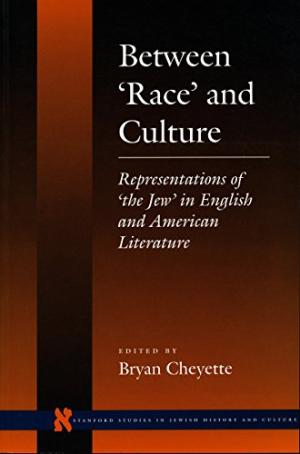 Between
‘Race’ and
Culture
Representations of
‘the Jew’ in English
and American
Literature
EDITED BY
Bryan Cheyette
א STANFORD STUDIES IN JEWISH HISTORY AND CULTURE